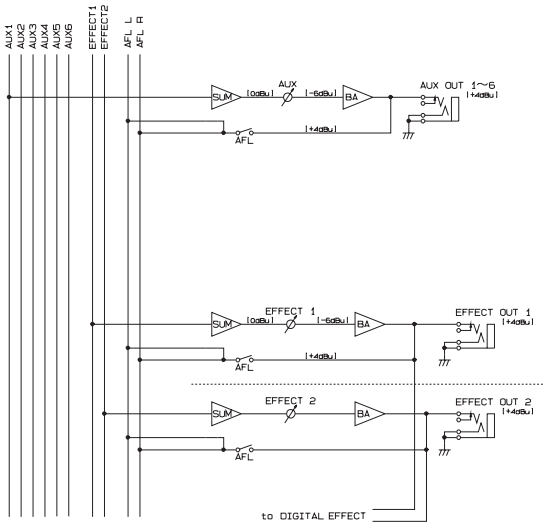 AUX1
AUX2
AUX3
AUX4
AUX5
AUX6
EFFECT1
EFFECT2
AFL L
AFL R
SUM
[0dBu]
AUX
[-6dBu]
BA
AUX OUT 1~6
[+4dBu]
AFL
[+4dBu]
SUM
[0dBu]
EFFECT 1
[-6dBu]
BA
EFFECT OUT 1
[+4dBu]
AFL
[+4dBu]
SUM
EFFECT 2
BA
EFFECT OUT 2
[+4dBu]
AFL
to DIGITAL EFFECT